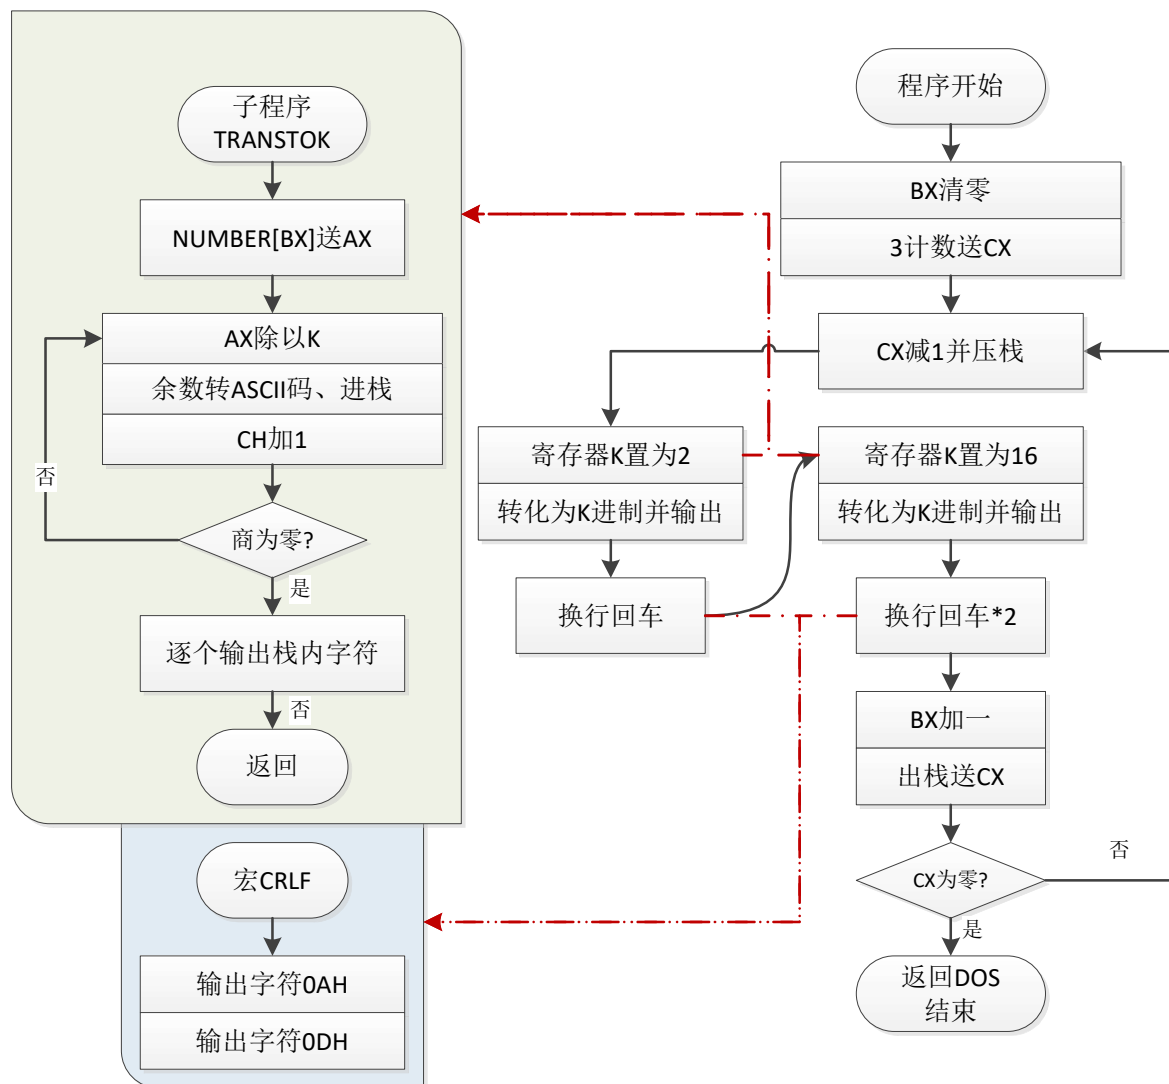 子程序
TRANSTOK
NUMBER[BX]送AX
AX除以K
余数转ASCII码、进栈
CH加1
否
商为零?
是
逐个输出栈内字符
否
返回
宏CRLF
输出字符0AH
输出字符0DH
程序开始
BX清零
3计数送CX
CX减1并压栈
寄存器K置为2
转化为K进制并输出
换行回车
寄存器K置为16
转化为K进制并输出
换行回车*2
BX加一
出栈送CX
CX为零?
否
是
返回DOS
结束